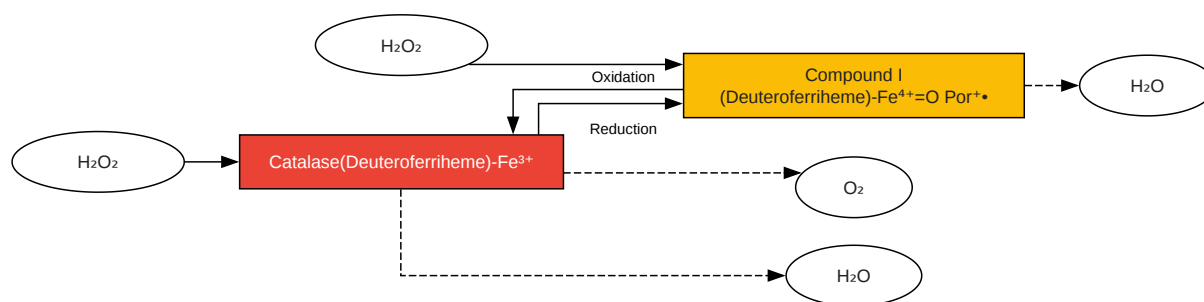 H₂O₂
Oxidation
Compound I
(Deuteroferriheme)-Fe⁴⁺=O Por⁺•
H₂O
Reduction
H₂O₂
Catalase(Deuteroferriheme)-Fe³⁺
O₂
H₂O